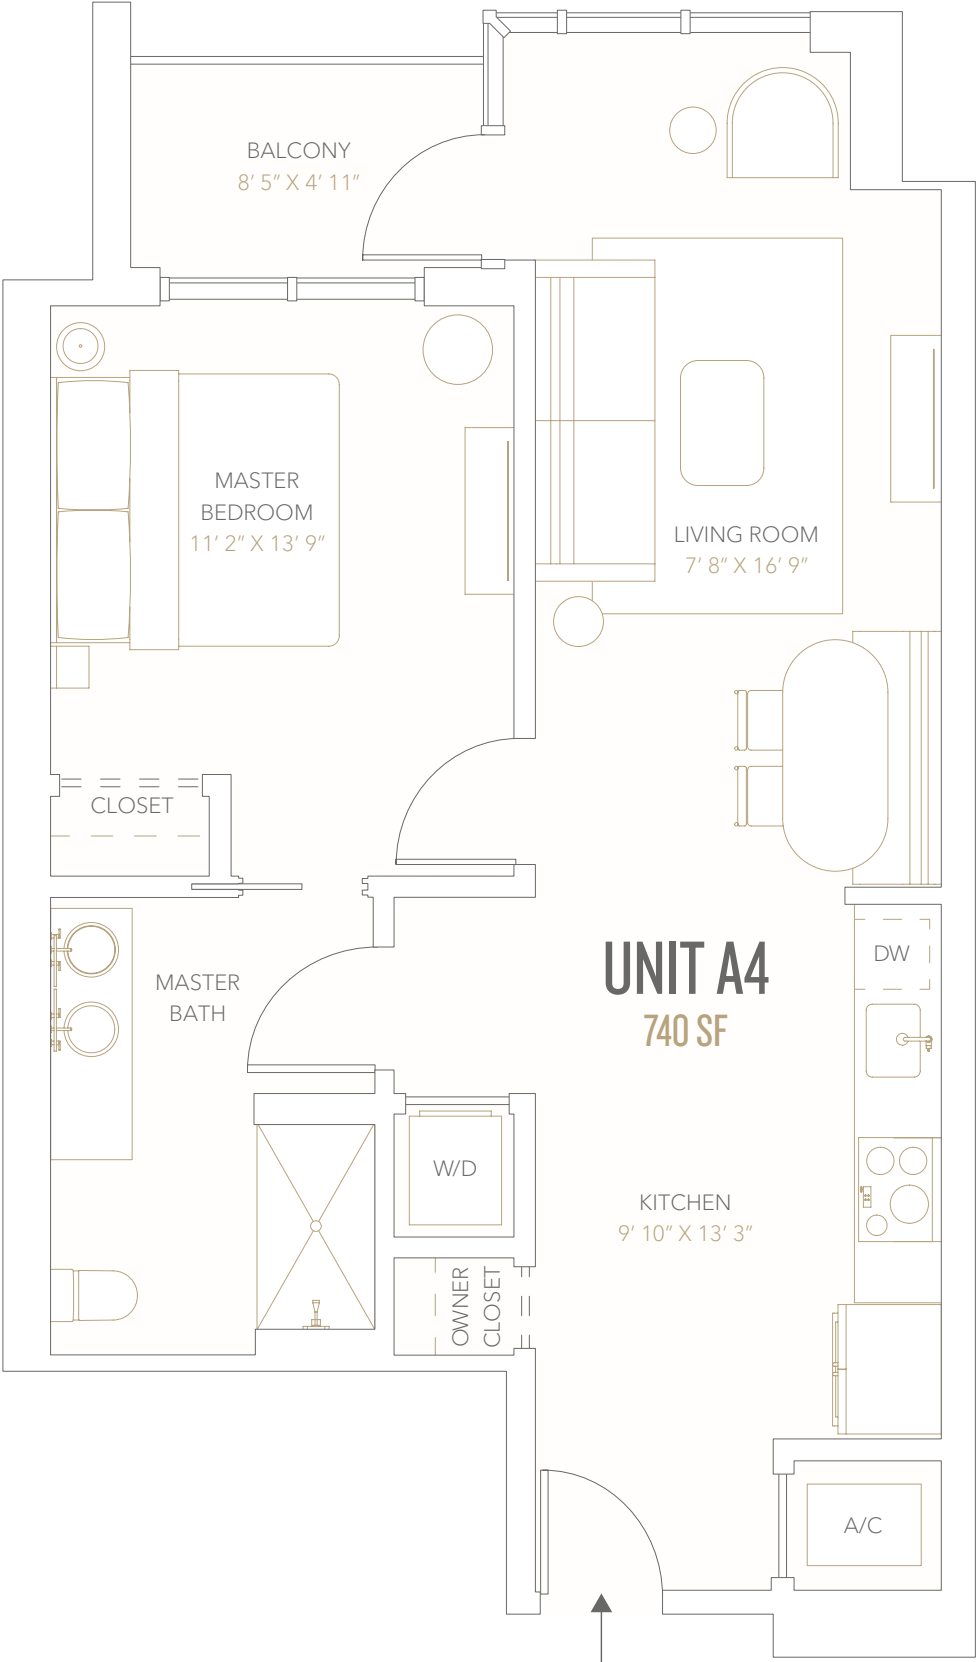 BALCONY
8’ 5” X 4’ 11”
MASTER
BEDROOM
11’ 2” X 13’ 9”
LIVING ROOM
7’ 8” X 16’ 9”
CLOSET
MASTER
BATH
UNIT A4
740 SF
DW
W/D
KITCHEN
9’ 10” X 13’ 3”
OWNER
CLOSET
A/C